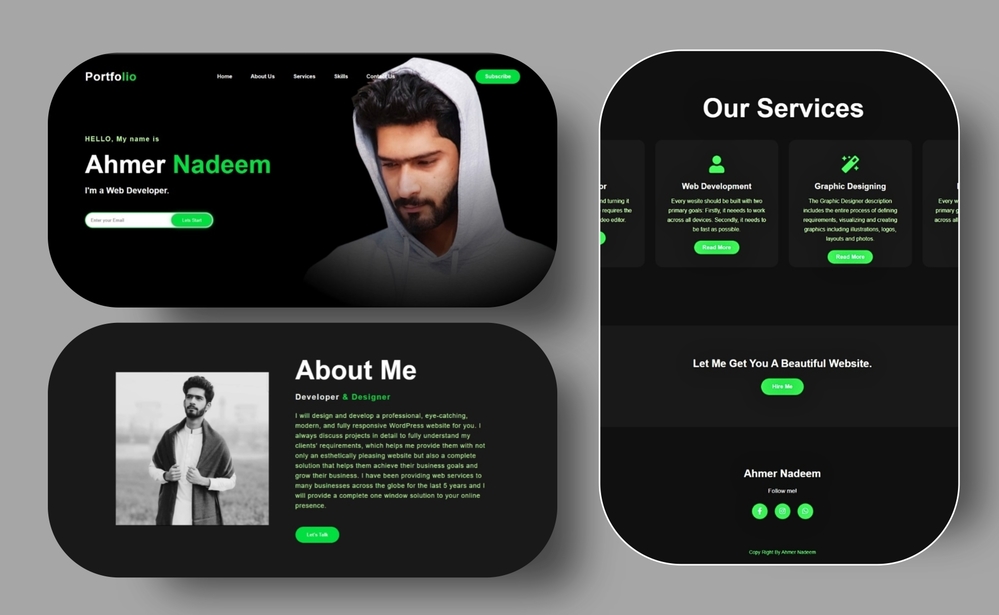 Portfolio
Home About Us Services Skills Contact Us
Subscribe
HELLO, My name is
Ahmer Nadeem
I'm a Web Developer.
Enter your Email
Lets Start
About Me
Developer & Designer
I will design and develop a professional, eye-catching,
modern, and fully responsive WordPress website for you. I
always discuss projects in detail to fully understand my
clients' requirements, which helps me provide them with not
only an esthetically pleasing website but also a complete
solution that helps them achieve their business goals and
grow their business. I have been providing web services to
many businesses across the globe for the last 5 years and I
will provide a complete one window solution to your online
presence.
Let's Talk
Our Services
or
nd turning it
requires the
deo editor.
Web Development
Every wesite should be built with two
primary goals: Firstly, it needs to work
across all devices. Secondly, it needs to
be fast as possible.
Read More
Graphic Designing
The Graphic Designer description
includes the entire process of defining
requirements, visualizing and creating
graphics including illustrations, logos,
layouts and photos.
Read More
Every w
primary g
across all
Let Me Get You A Beautiful Website.
Hire Me
Ahmer Nadeem
Follow me!
Copy Right By Ahmer Nadeem